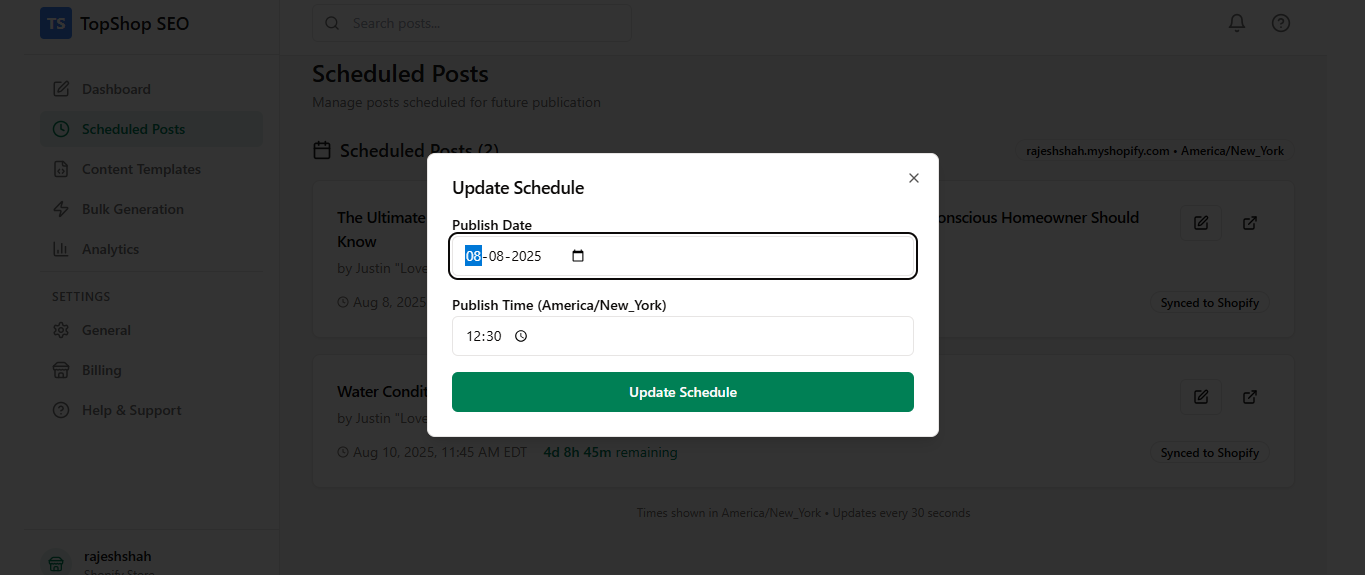 TS TopShop SEO
Search posts...
Dashboard
Scheduled Posts
Content Templates
Bulk Generation
Analytics
SETTINGS
General
Billing
Help & Support
rajeshshah
Shopify Store
Scheduled Posts
Manage posts scheduled for future publication
Scheduled Posts (2)
rajeshshah.myshopify.com • America/New_York
The Ultimate
onscious Homeowner Should
Know
by Justin "Love
Aug 8, 2025
Synced to Shopify
Water Condit
by Justin "Love
Aug 10, 2025, 11:45 AM EDT 4d 8h 45m remaining
Synced to Shopify
Times shown in America/New_York • Updates every 30 seconds
Update Schedule
Publish Date
08-08-2025
Publish Time (America/New_York)
12:30
Update Schedule